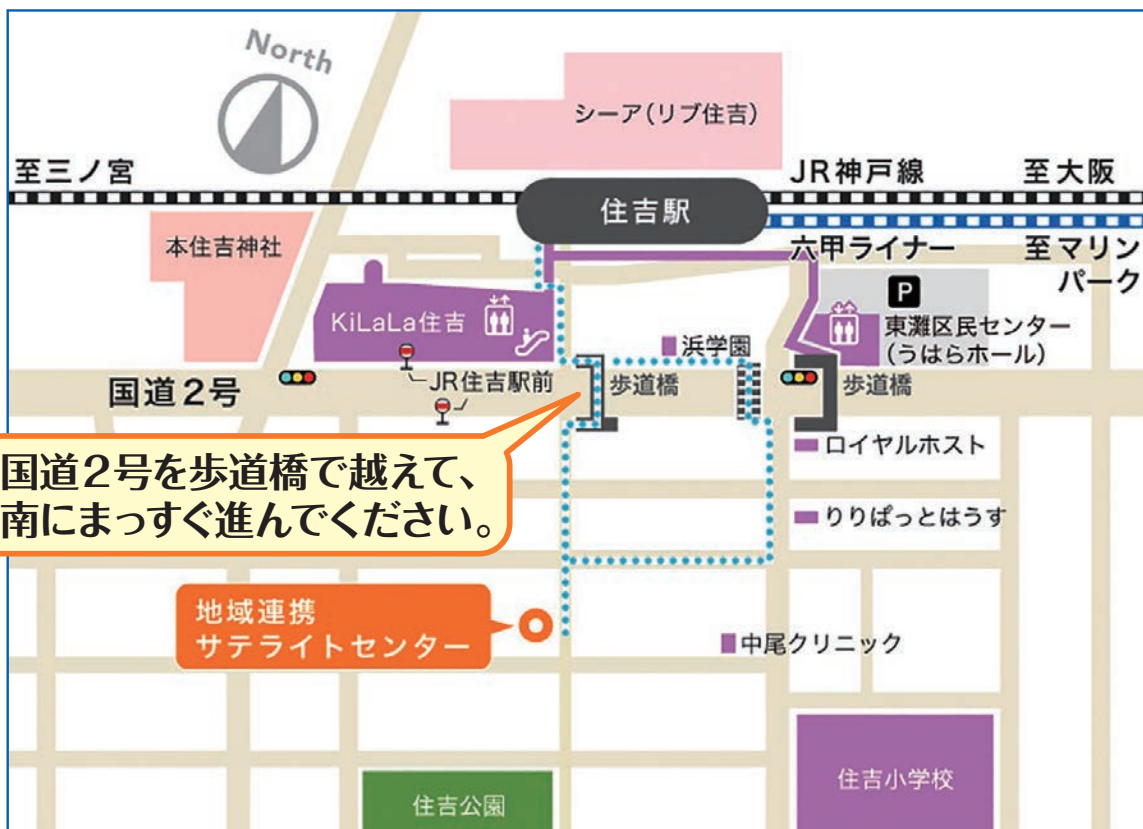 North
シーア(リブ住吉)
至三ノ宮
JR神戸線
至大阪
住吉駅
本住吉神社
六甲ライナー
至マリン
パーク
P
KiLaLa住吉
浜学園
東灘区民センター
(うはらホール)
国道2号
JR住吉駅前
歩道橋
歩道橋
ロイヤルホスト
国道2号を歩道橋で越えて、
南にまっすぐ進んでください。
りりぱっとはうす
地域連携
サテライトセンター
中尾クリニック
住吉公園
住吉小学校